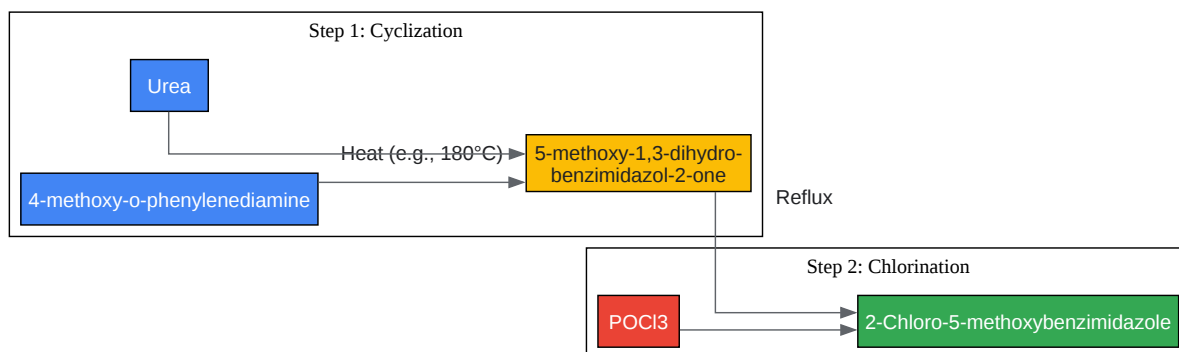 Step 1: Cyclization
Urea
Heat (e.g., 180°C)
5-methoxy-1,3-dihydro-
benzimidazol-2-one
4-methoxy-o-phenylenediamine
Reflux
Step 2: Chlorination
POCl3
2-Chloro-5-methoxybenzimidazole